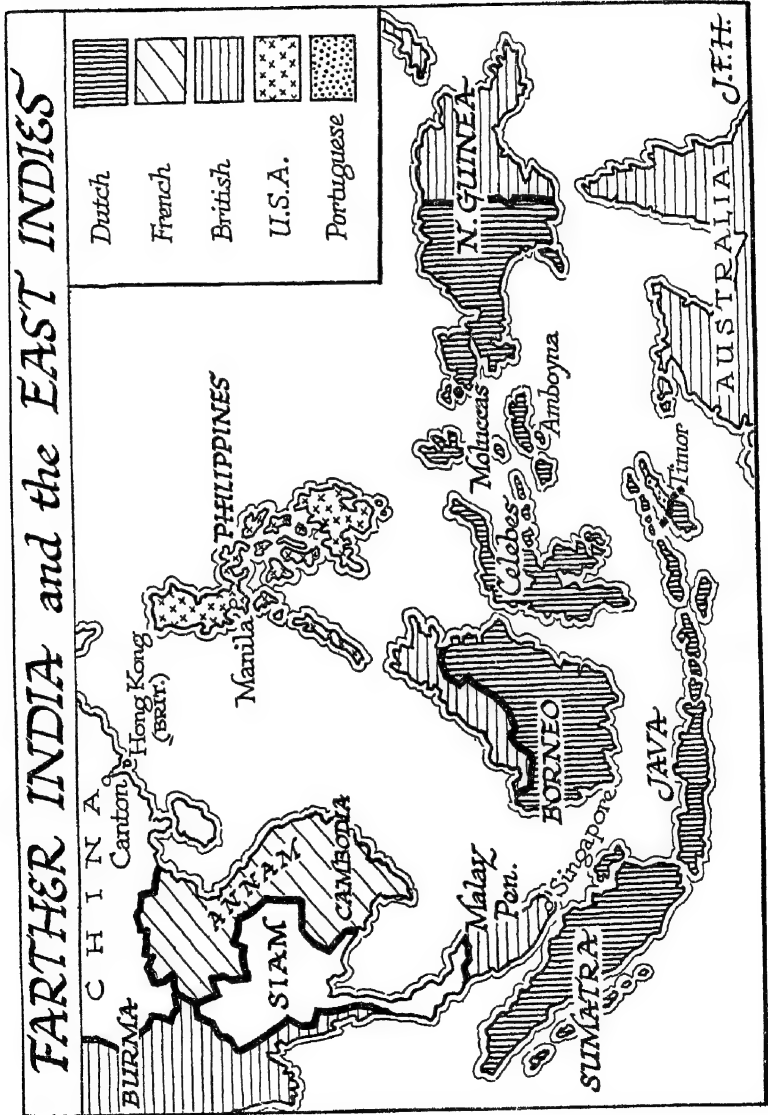 FARTHER INDIA and the EAST INDIES
Dutch
French
British
U.S.A.
Portuguese
CHINA
Canton
Hong Kong
(BRIT.)
BURMA
ANNAM
SIAM
CAMBODIA
Manila
PHILIPPINES
Malay
Pen.
Singapore
SUMATRA
BORNEO
JAVA
Celebes
Moluccas
Amboyna
Timor
N. GUINEA
AUSTRALIA
J.F.H.